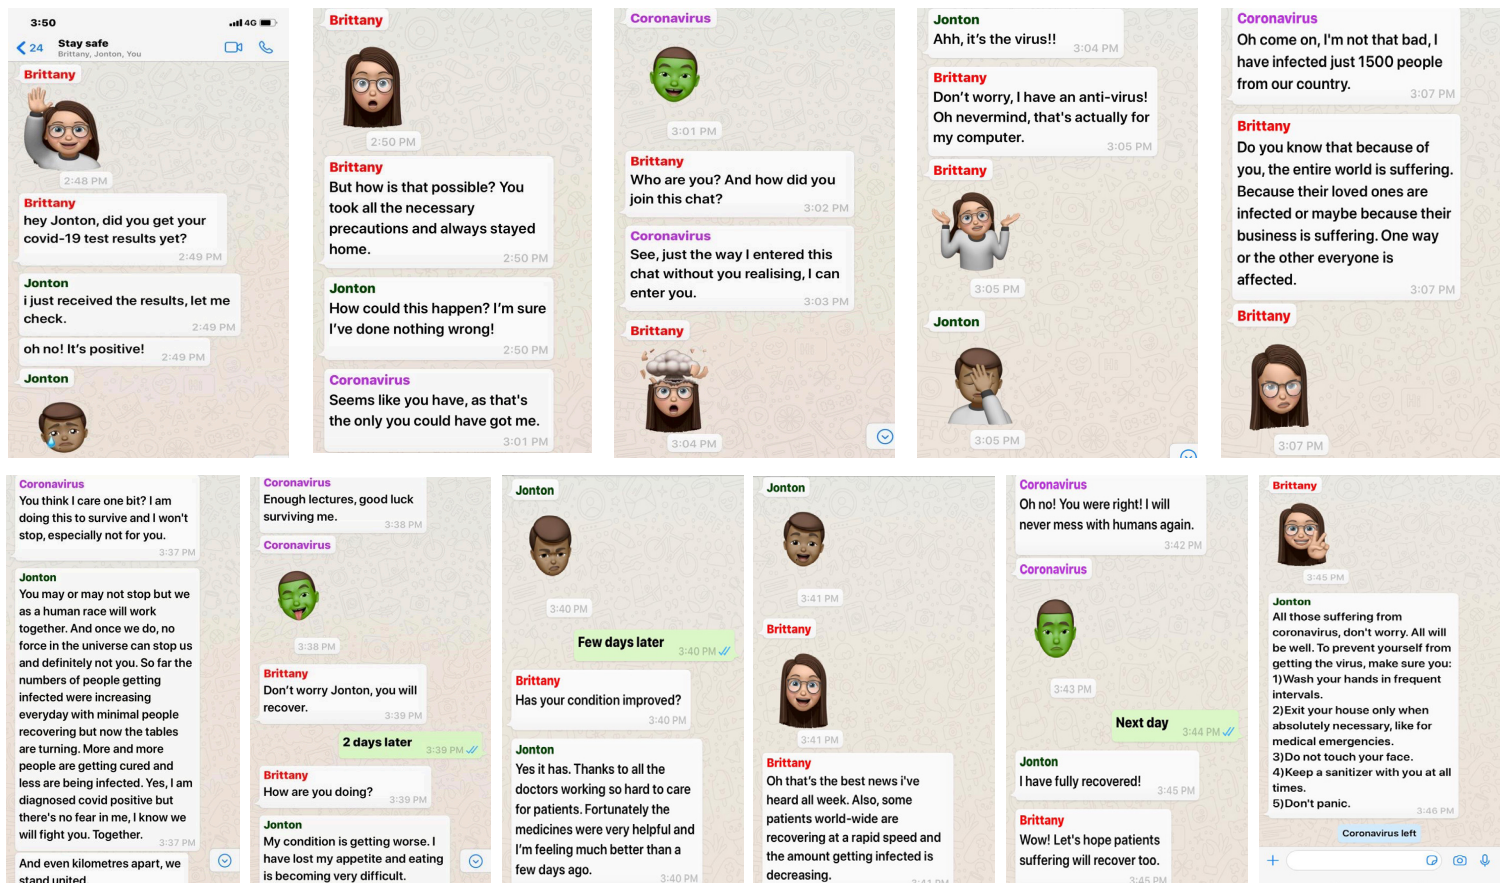 3:50
4G
24
Stay safe
Brittany, Jonton, You
Brittany
2:48 PM
Brittany
hey Jonton, did you get your
covid-19 test results yet?
2:49 PM
Jonton
i just received the results, let me
check.
2:49 PM
oh no! It's positive!
2:49 PM
Jonton
Brittany
2:50 PM
Brittany
But how is that possible? You
took all the necessary
precautions and always stayed
home.
2:50 PM
Jonton
How could this happen? I'm sure
I've done nothing wrong!
2:50 PM
Coronavirus
Seems like you have, as that's
the only you could have got me.
3:01 PM
Coronavirus
3:01 PM
Brittany
Who are you? And how did you
join this chat?
3:02 PM
Coronavirus
See, just the way I entered this
chat without you realising, I can
enter you.
3:03 PM
Brittany
3:04 PM
Jonton
Ahh, it's the virus!!
3:04 PM
Brittany
Don't worry, I have an anti-virus!
Oh nevermind, that's actually for
my computer.
3:05 PM
Brittany
3:05 PM
Jonton
3:05 PM
Coronavirus
Oh come on, I'm not that bad, I
have infected just 1500 people
from our country.
3:07 PM
Brittany
Do you know that because of
you, the entire world is suffering.
Because their loved ones are
infected or maybe because their
business is suffering. One way
or the other everyone is
affected.
3:07 PM
Brittany
3:07 PM
Coronavirus
You think I care one bit? I am
doing this to survive and I won't
stop, especially not for you.
3:37 PM
Jonton
You may or may not stop but we
as a human race will work
together. And once we do, no
force in the universe can stop us
and definitely not you. So far the
numbers of people getting
infected were increasing
everyday with minimal people
recovering but now the tables
are turning. More and more
people are getting cured and
less are being infected. Yes, I am
diagnosed covid positive but
there's no fear in me, I know we
will fight you. Together.
3:37 PM
And even kilometres apart, we
stand united.
Coronavirus
Enough lectures, good luck
surviving me.
3:38 PM
Coronavirus
3:38 PM
Brittany
Don't worry Jonton, you will
recover.
3:39 PM
2 days later
3:39 PM
Brittany
How are you doing?
3:39 PM
Jonton
My condition is getting worse. I
have lost my appetite and eating
is becoming very difficult.
Jonton
3:40 PM
Few days later
3:40 PM
Brittany
Has your condition improved?
3:40 PM
Jonton
Yes it has. Thanks to all the
doctors working so hard to care
for patients. Fortunately the
medicines were very helpful and
I'm feeling much better than a
few days ago.
3:40 PM
Jonton
3:41 PM
Brittany
3:41 PM
Brittany
Oh that's the best news i've
heard all week. Also, some
patients world-wide are
recovering at a rapid speed and
the amount getting infected is
decreasing.
3:41 PM
Coronavirus
Oh no! You were right! I will
never mess with humans again.
3:42 PM
Coronavirus
3:43 PM
Next day
3:44 PM
Jonton
I have fully recovered!
3:45 PM
Brittany
Wow! Let's hope patients
suffering will recover too.
3:45 PM
Brittany
3:45 PM
Jonton
All those suffering from
coronavirus, don't worry. All will
be well. To prevent yourself from
getting the virus, make sure you:
1)Wash your hands in frequent
intervals.
2)Exit your house only when
absolutely necessary, like for
medical emergencies.
3)Do not touch your face.
4)Keep a sanitizer with you at all
times.
5)Don't panic.
3:46 PM
Coronavirus left